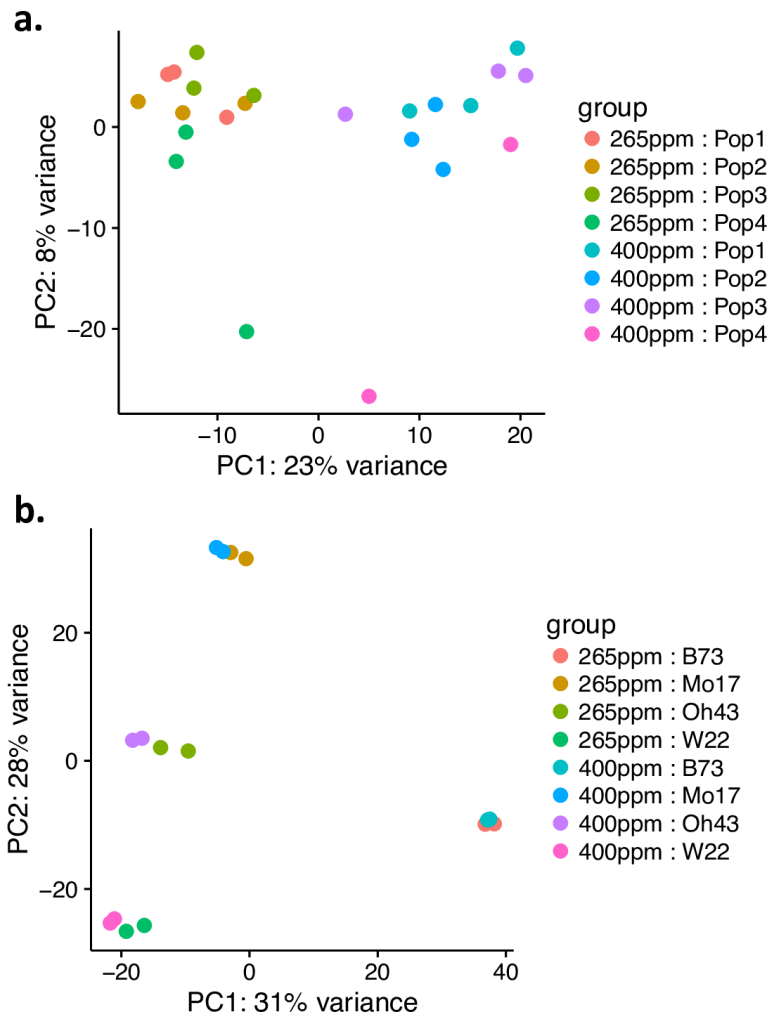 a.
0
−10
−20
PC2: 8% variance
−10 0 10 20
PC1: 23% variance
group
265ppm : Pop1
265ppm : Pop2
265ppm : Pop3
265ppm : Pop4
400ppm : Pop1
400ppm : Pop2
400ppm : Pop3
400ppm : Pop4
b.
20
0
−20
PC2: 28% variance
−20 0 20 40
PC1: 31% variance
group
265ppm : B73
265ppm : Mo17
265ppm : Oh43
265ppm : W22
400ppm : B73
400ppm : Mo17
400ppm : Oh43
400ppm : W22